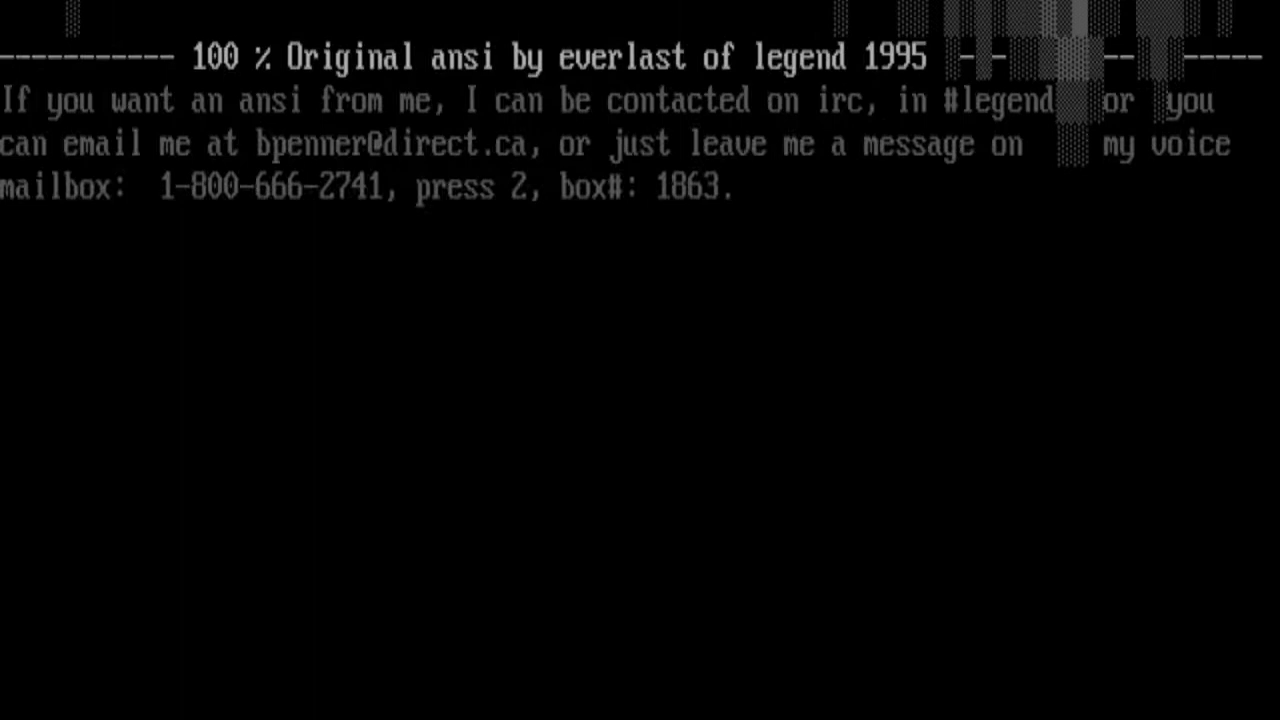 ----------- 100 % Original ansi by everlast of legend 1995 --- -- -----
If you want an ansi from me, I can be contacted on irc, in #legend or you
can email me at bpenner@direct.ca, or just leave me a message on my voice
mailbox: 1-800-666-2741, press 2, box#: 1863.